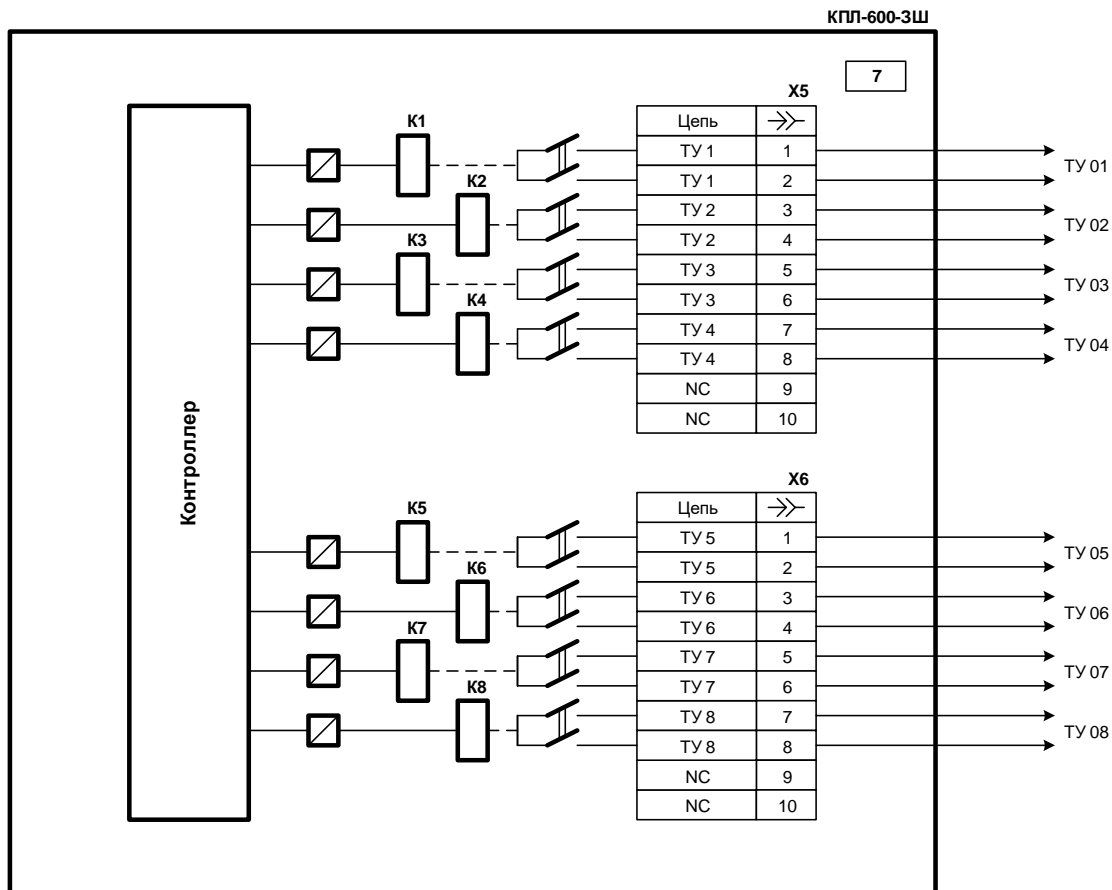 КПЛ-600-ЗШ
7
X5
Цепь
ТУ 1 1
ТУ 1 2
ТУ 2 3
ТУ 2 4
ТУ 3 5
ТУ 3 6
ТУ 4 7
ТУ 4 8
NC 9
NC 10
К1
К2
К3
К4
ТУ 01
ТУ 02
ТУ 03
ТУ 04
Контроллер
X6
Цепь
ТУ 5 1
ТУ 5 2
ТУ 6 3
ТУ 6 4
ТУ 7 5
ТУ 7 6
ТУ 8 7
ТУ 8 8
NC 9
NC 10
К5
К6
К7
К8
ТУ 05
ТУ 06
ТУ 07
ТУ 08